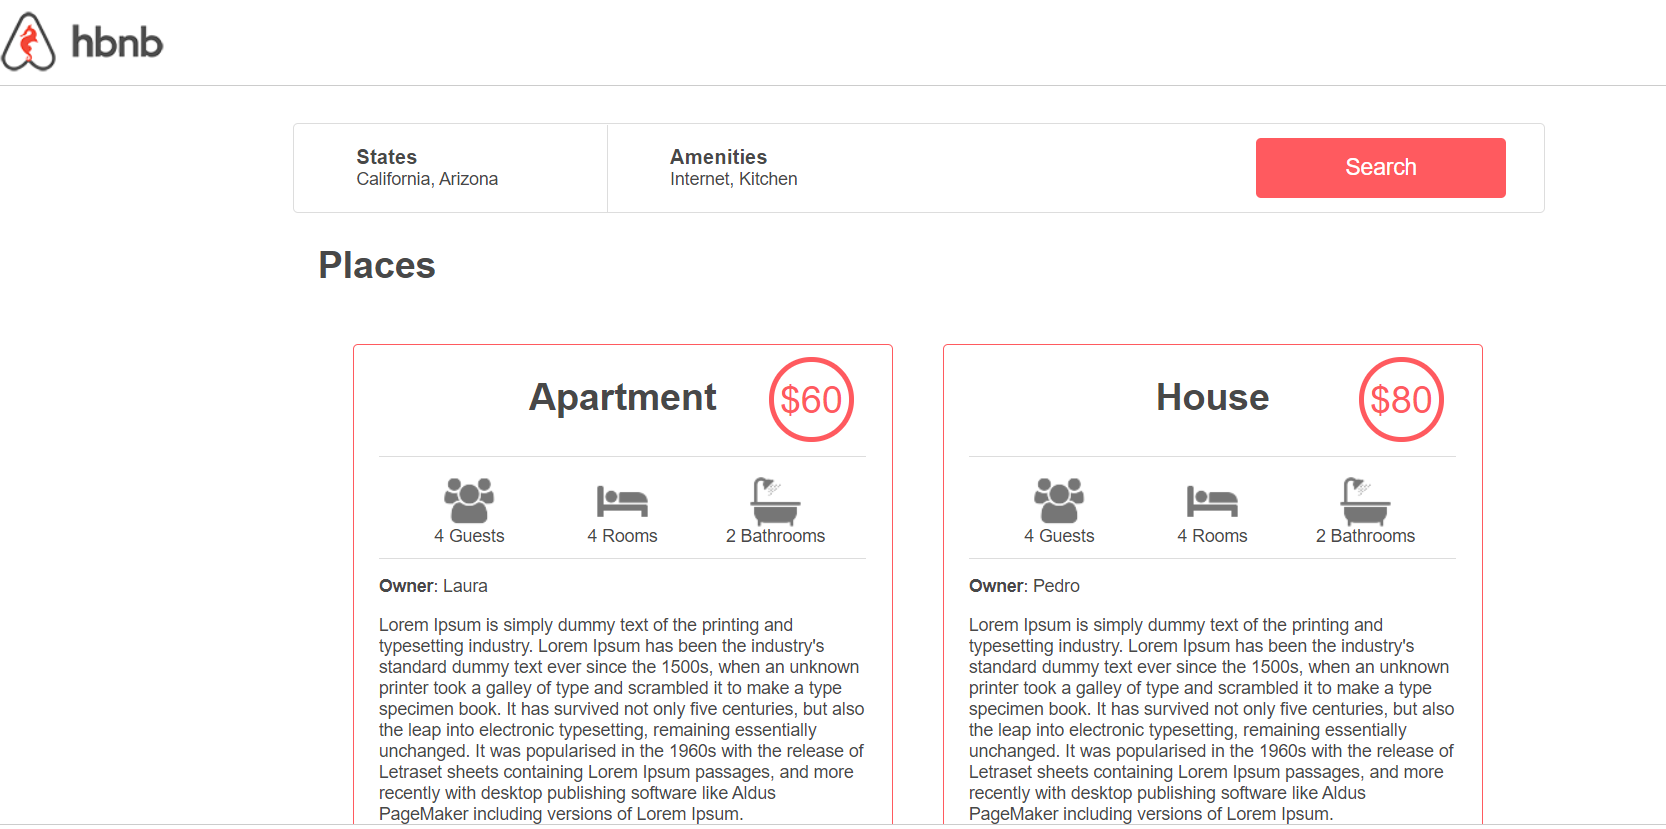 hbnb
States
California, Arizona
Amenities
Internet, Kitchen
Search
Places
Apartment
$60
4 Guests
4 Rooms
2 Bathrooms
Owner: Laura
Lorem Ipsum is simply dummy text of the printing and
typesetting industry. Lorem Ipsum has been the industry's
standard dummy text ever since the 1500s, when an unknown
printer took a galley of type and scrambled it to make a type
specimen book. It has survived not only five centuries, but also
the leap into electronic typesetting, remaining essentially
unchanged. It was popularised in the 1960s with the release of
Letraset sheets containing Lorem Ipsum passages, and more
recently with desktop publishing software like Aldus
PageMaker including versions of Lorem Ipsum.
House
$80
4 Guests
4 Rooms
2 Bathrooms
Owner: Pedro
Lorem Ipsum is simply dummy text of the printing and
typesetting industry. Lorem Ipsum has been the industry's
standard dummy text ever since the 1500s, when an unknown
printer took a galley of type and scrambled it to make a type
specimen book. It has survived not only five centuries, but also
the leap into electronic typesetting, remaining essentially
unchanged. It was popularised in the 1960s with the release of
Letraset sheets containing Lorem Ipsum passages, and more
recently with desktop publishing software like Aldus
PageMaker including versions of Lorem Ipsum.